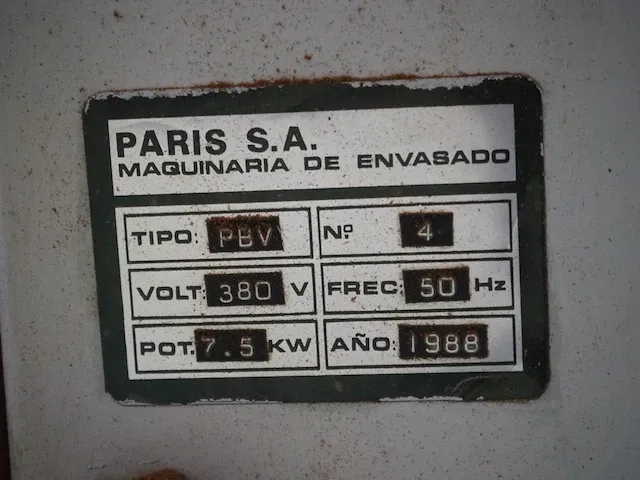 PARIS S.A.
MAQUINARIA DE ENVASADO
TIPO: PBV Nº 4
VOLT: 380 V FREC: 50 Hz
POT. 7.5 KW AÑO: 1988